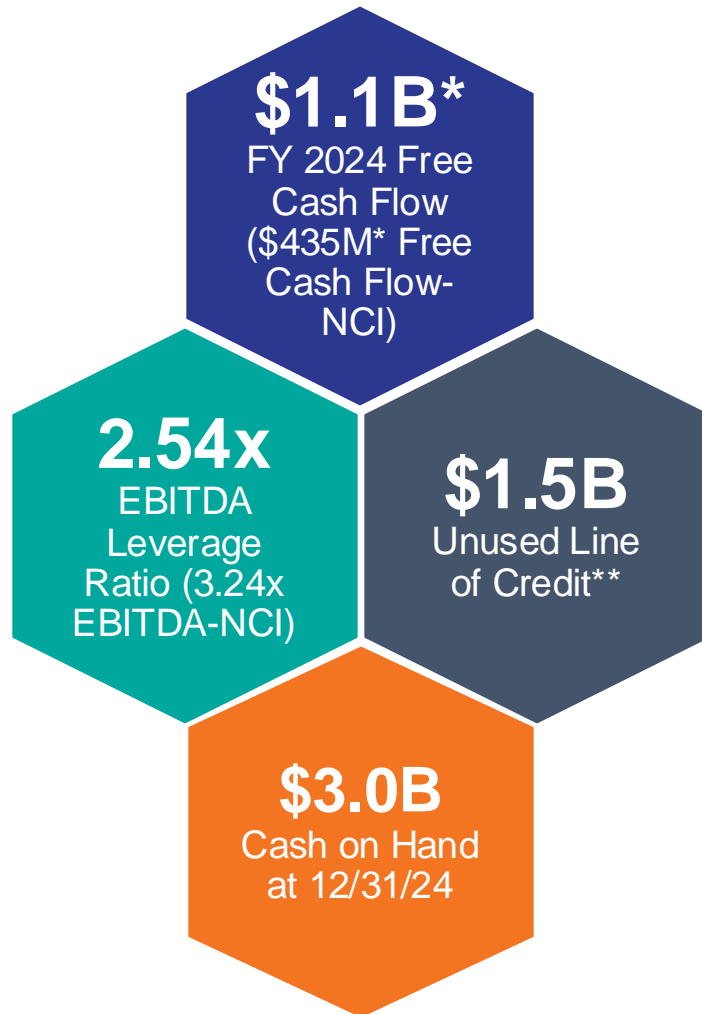 $1.1B*
FY 2024 Free
Cash Flow
($435M* Free
Cash Flow-
NCI)
2.54x
EBITDA
Leverage
Ratio (3.24x
EBITDA-NCI)
$1.5B
Unused Line
of Credit**
$3.0B
Cash on Hand
at 12/31/24